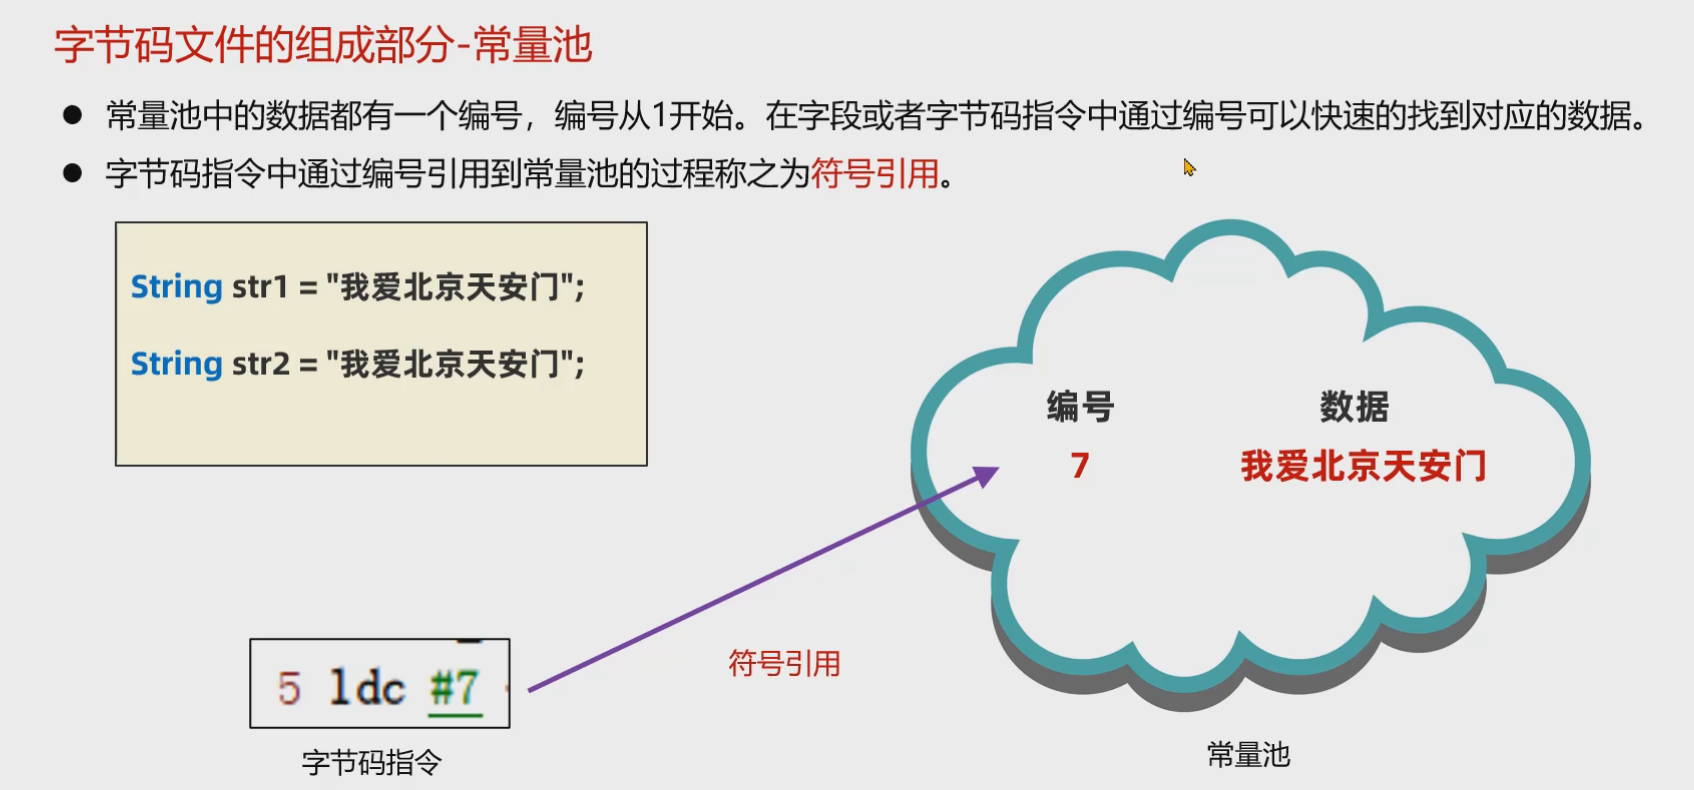 字节码文件的组成部分-常量池
● 常量池中的数据都有一个编号，编号从1开始。在字段或者字节码指令中通过编号可以快速的找到对应的数据。
● 字节码指令中通过编号引用到常量池的过程称之为符号引用。
String str1 = "我爱北京天安门";
String str2 = "我爱北京天安门";
编号 数据
7 我爱北京天安门
符号引用
5 ldc #7
字节码指令
常量池